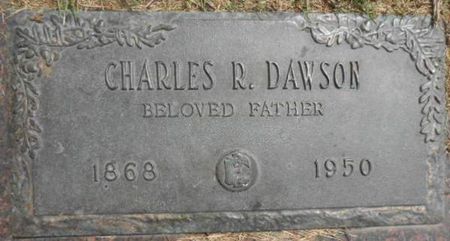 CHARLES R. DAWSON
BELOVED FATHER
1868 1950